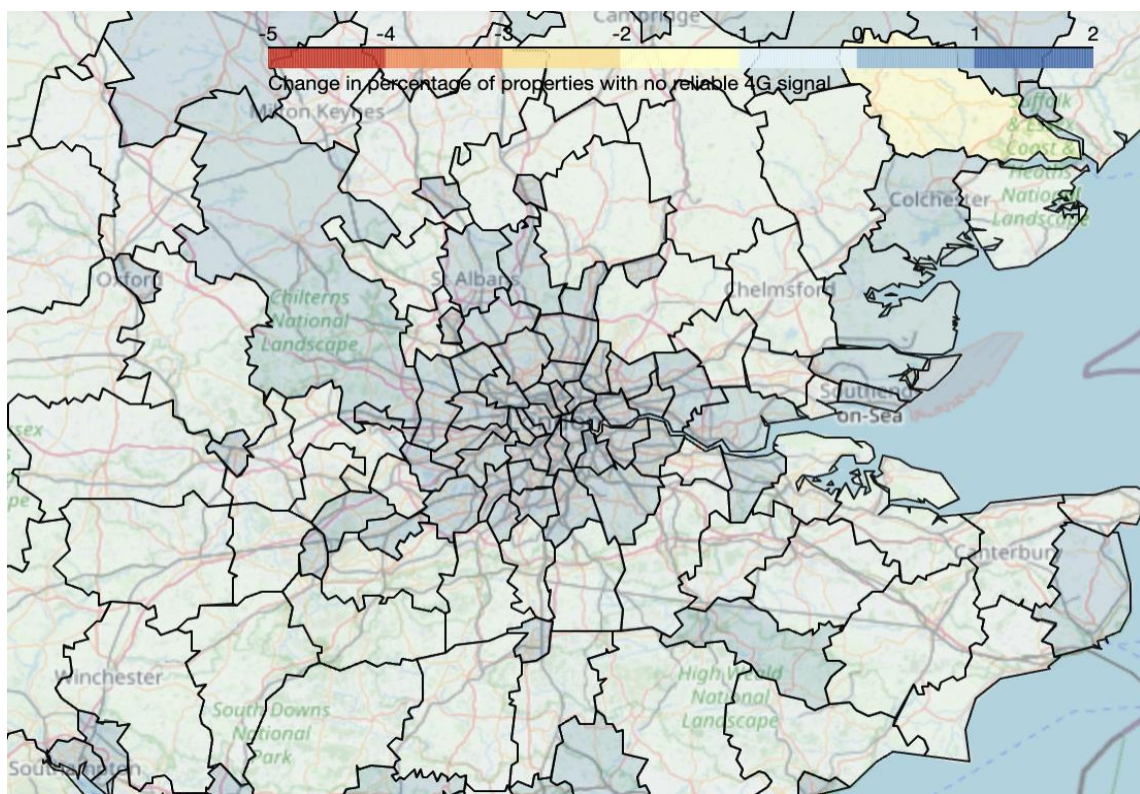 Cambridge
-5 -4 -3 -2 -1 0 1 2
Change in percentage of properties with no reliable 4G signal
Milton Keynes
Suffolk
& Essex
Coast &
Heaths
National
Landscape
Colchester
Oxford
St Albans
Chelmsford
Chilterns
National
Landscape
Southend
-on-Sea
Canterbury
Winchester
High Weald
National
Landscape
South Downs
National
Park
Southampton